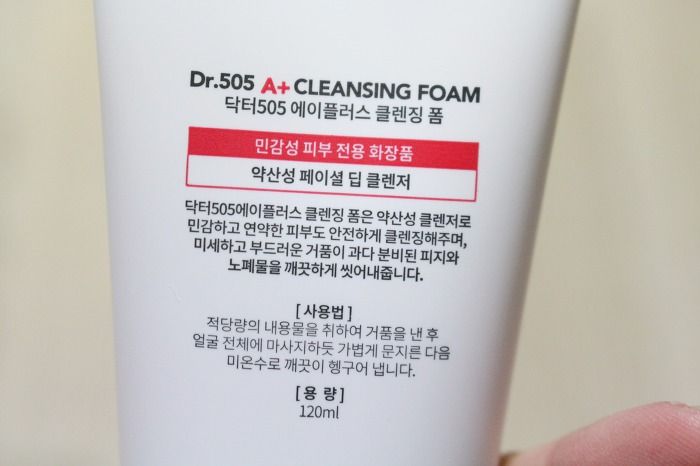 Dr.505 A+ CLEANSING FOAM
닥터505 에이플러스 클렌징 폼
민감성 피부 전용 화장품
약산성 페이셜 딥 클렌저
닥터505에이플러스 클렌징 폼은 약산성 클렌저로
민감하고 연약한 피부도 안전하게 클렌징해주며,
미세하고 부드러운 거품이 과다 분비된 피지와
노폐물을 깨끗하게 씻어내줍니다.
[ 사용법 ]
적당량의 내용물을 취하여 거품을 낸 후
얼굴 전체에 마사지하듯 가볍게 문지른 다음
미온수로 깨끗이 헹구어 냅니다.
[ 용 량 ]
120ml